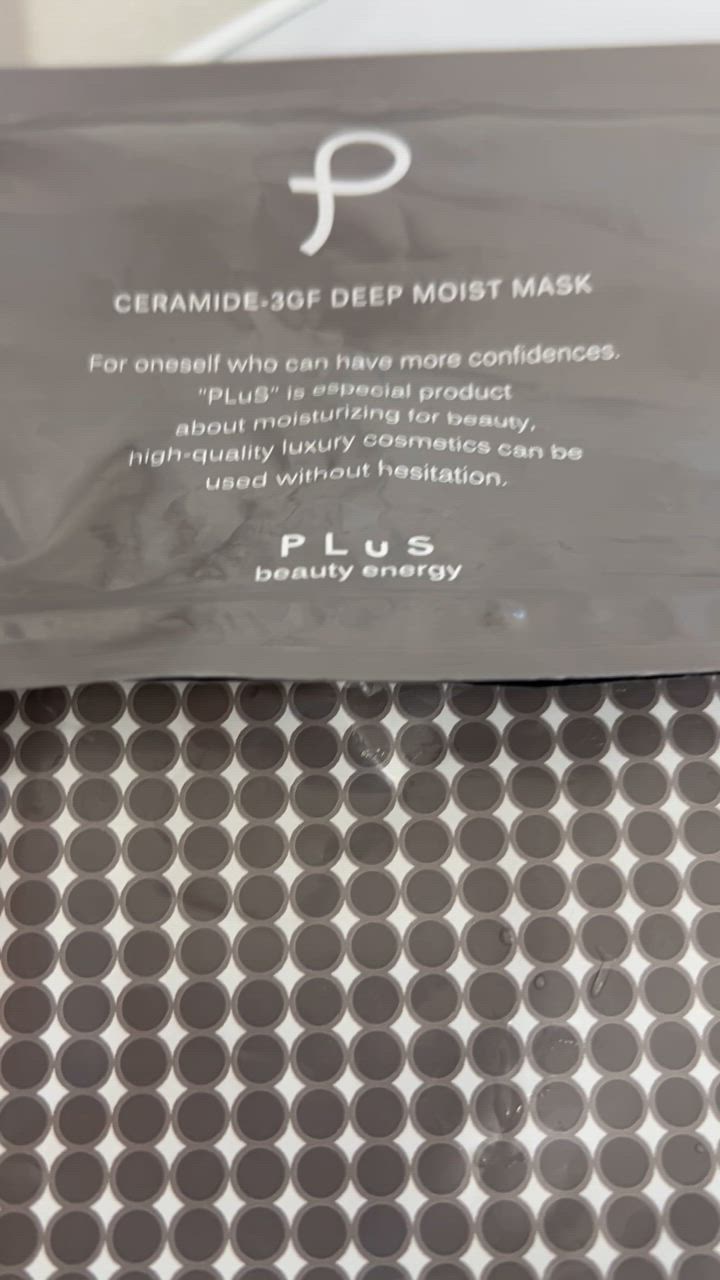 CERAMIDE-3GF DEEP MOIST MASK
For oneself who can have more confidences.
"PLuS" is especial product
about moisturizing for beauty,
high-quality luxury cosmetics can be
used without hesitation.
PLuS
beauty energy